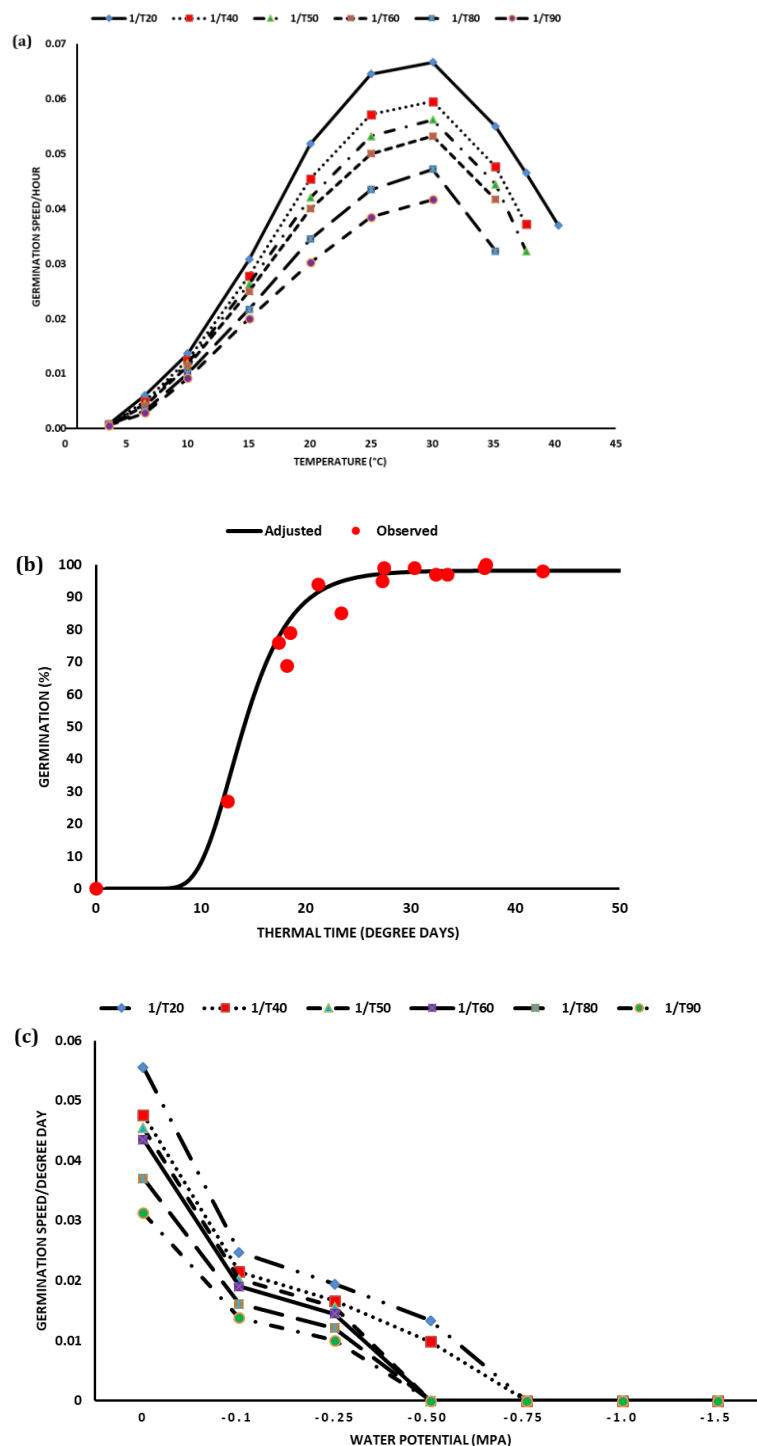 1/T20 1/T40 1/T50 1/T60 1/T80 1/T90
(a)
0.07
0.06
0.05
0.04
0.03
0.02
0.01
0.00
GERMINATION SPEED/HOUR
0 5 10 15 20 25 30 35 40 45
TEMPERATURE (°C)
Adjusted Observed
(b)
100
90
80
70
60
50
40
30
20
10
0
GERMINATION (%)
0 10 20 30 40 50
THERMAL TIME (DEGREE DAYS)
1/T20 1/T40 1/T50 1/T60 1/T80 1/T90
(c)
0.06
0.05
0.04
0.03
0.02
0.01
0
GERMINATION SPEED/DEGREE DAY
0 -0.1 -0.25 -0.50 -0.75 -1.0 -1.5
WATER POTENTIAL (MPA)